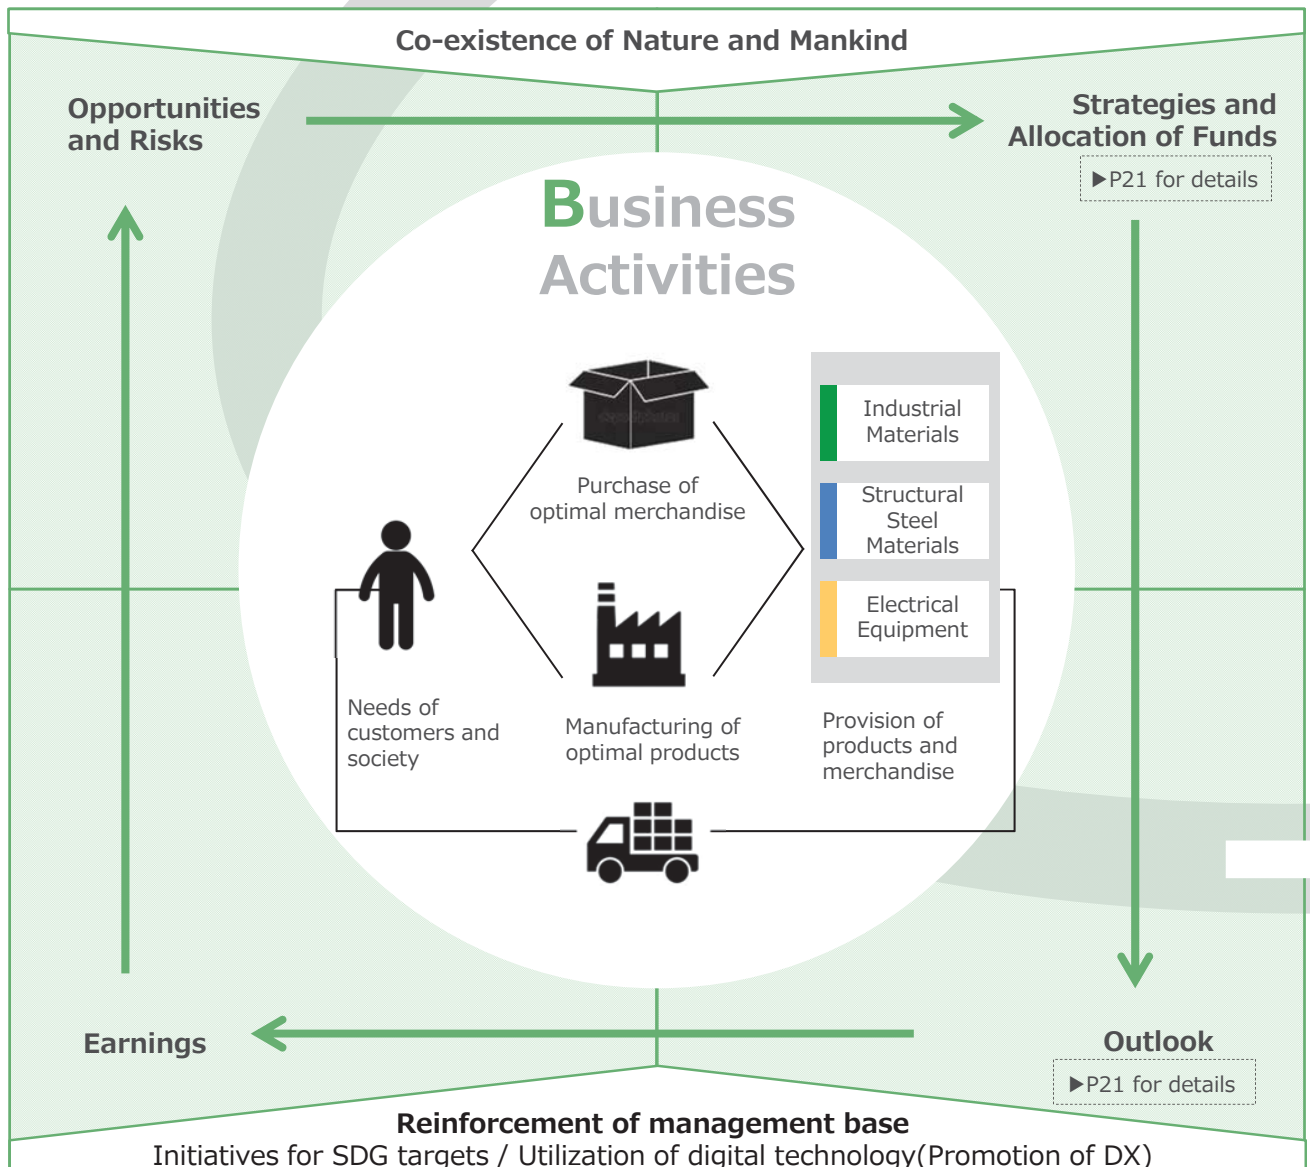 Co-existence of Nature and Mankind
Opportunities
and Risks
Strategies and
Allocation of Funds
▶P21 for details
Business
Activities
Industrial
Materials
Structural
Steel
Materials
Electrical
Equipment
Purchase of
optimal merchandise
Needs of
customers and
society
Manufacturing of
optimal products
Provision of
products and
merchandise
Earnings
Outlook
▶P21 for details
Reinforcement of management base
Initiatives for SDG targets / Utilization of digital technology(Promotion of DX)